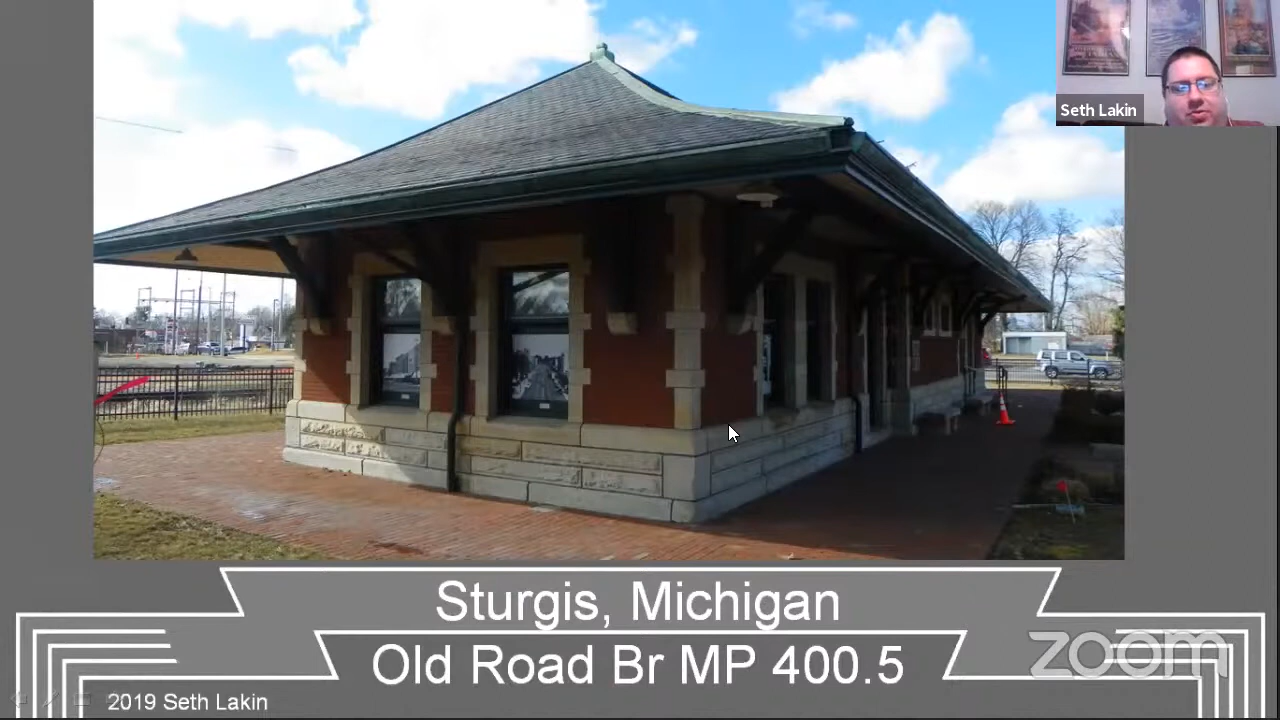 Seth Lakin
Sturgis, Michigan
Old Road Br MP 400.5
zoom
2019 Seth Lakin